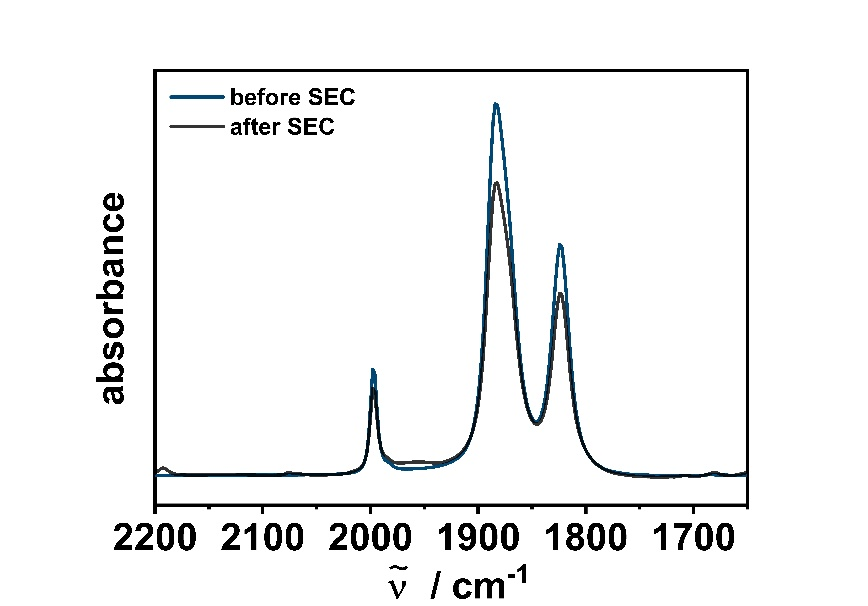 before SEC
after SEC
absorbance
2200 2100 2000 1900 1800 1700
ν̃ / cm⁻¹